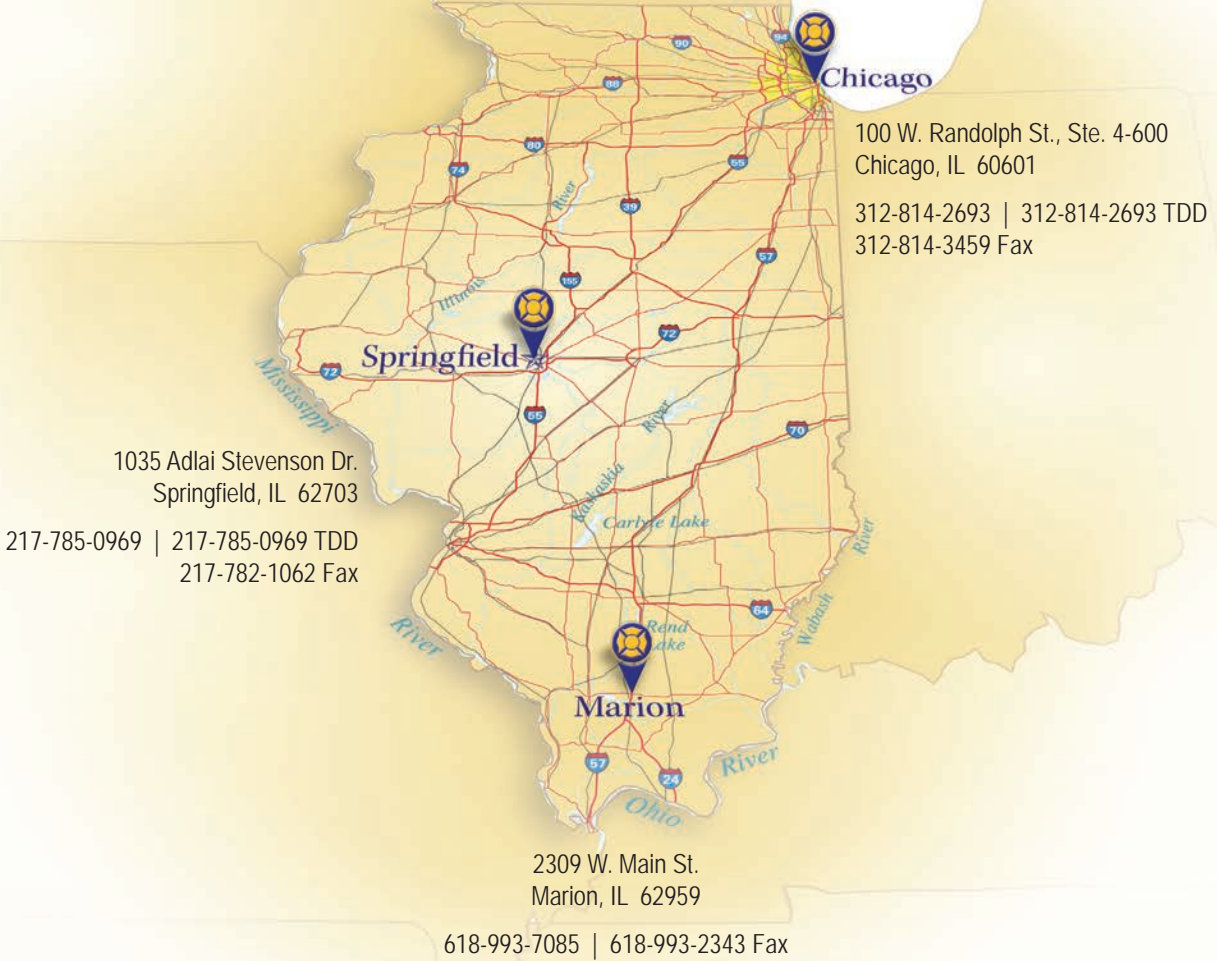 90
94
Chicago
88
100 W. Randolph St., Ste. 4-600
Chicago, IL 60601
312-814-2693 | 312-814-2693 TDD
312-814-3459 Fax
80
74
55
River
39
57
155
Illinois
72
Springfield
72
Mississippi
55
River
70
1035 Adlai Stevenson Dr.
Springfield, IL 62703
217-785-0969 | 217-785-0969 TDD
217-782-1062 Fax
Kaskaskia
Carlyle Lake
River
64
Wabash
River
Rend
Lake
Marion
57
24
River
Ohio
2309 W. Main St.
Marion, IL 62959
618-993-7085 | 618-993-2343 Fax